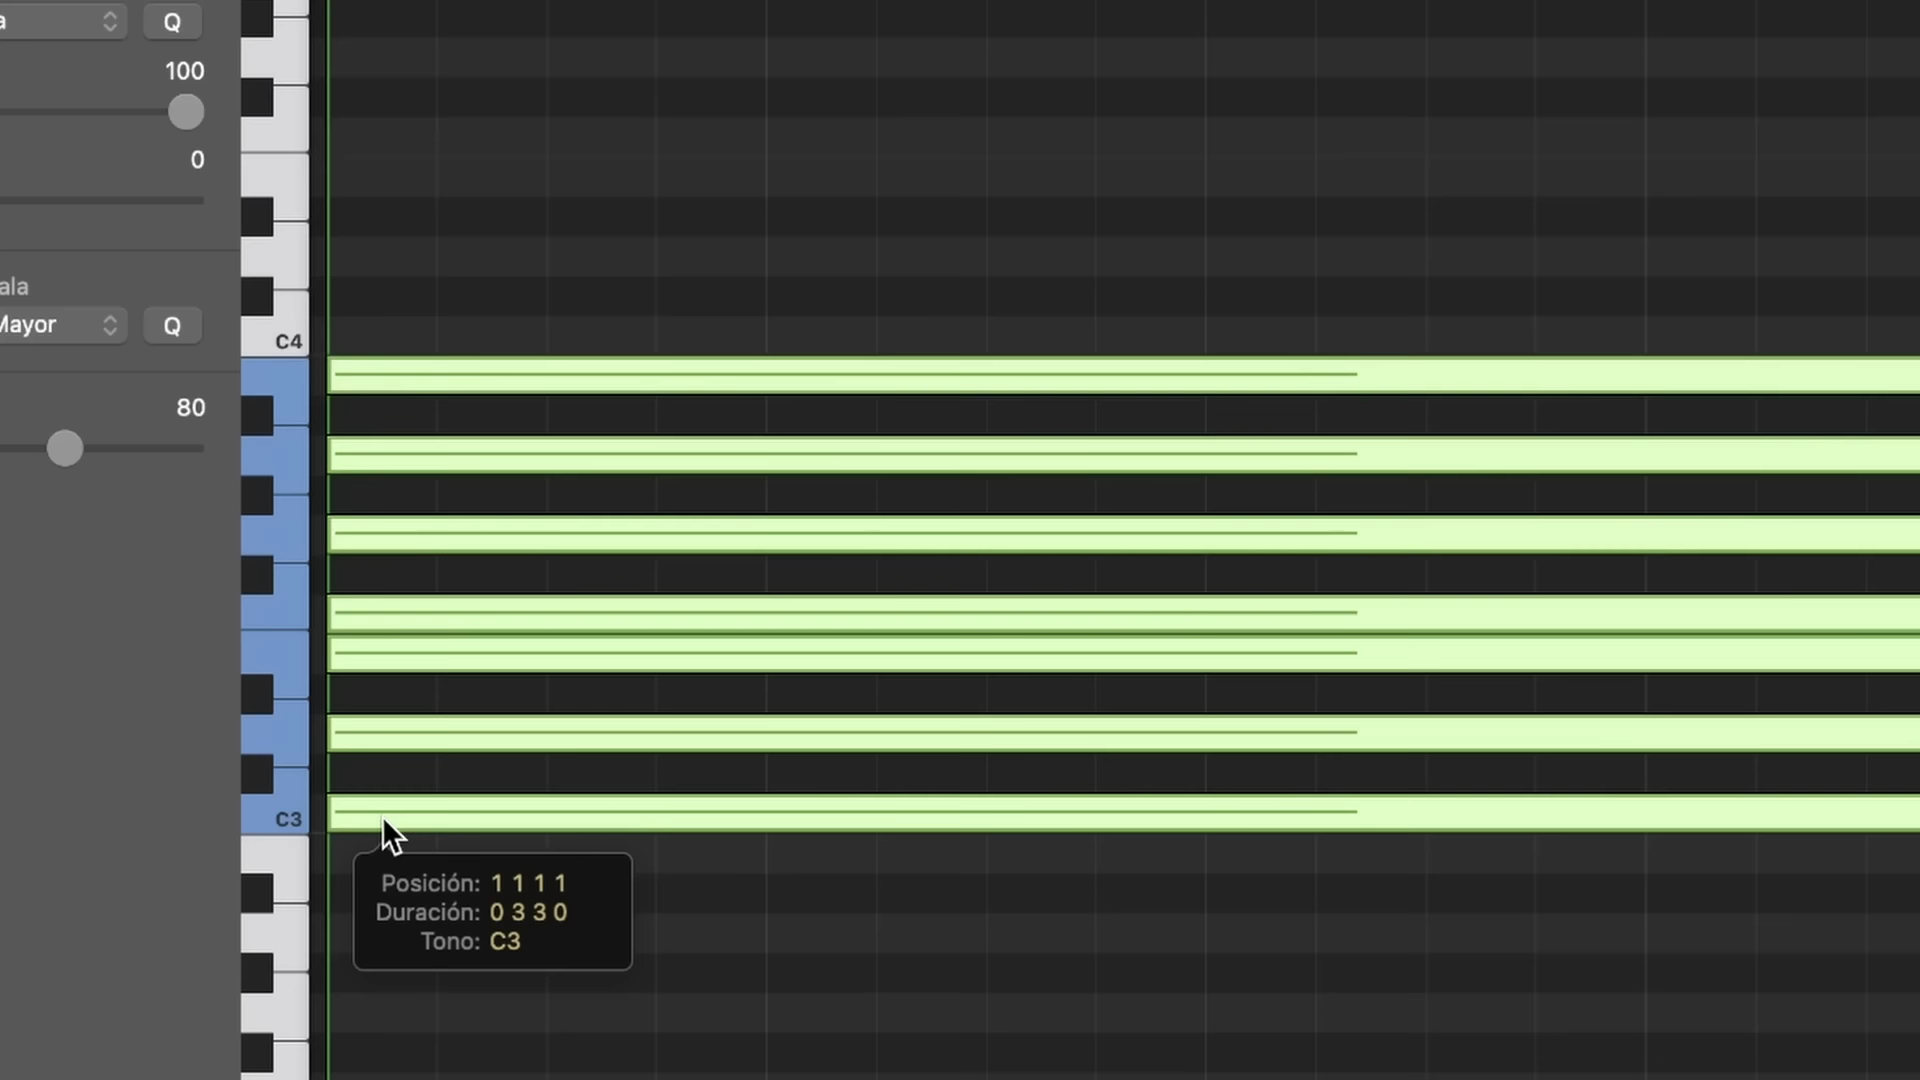 a
Q
100
0
ala
Mayor
Q
80
C4
C3
Posición: 1 1 1 1
Duración: 0 3 3 0
Tono: C3